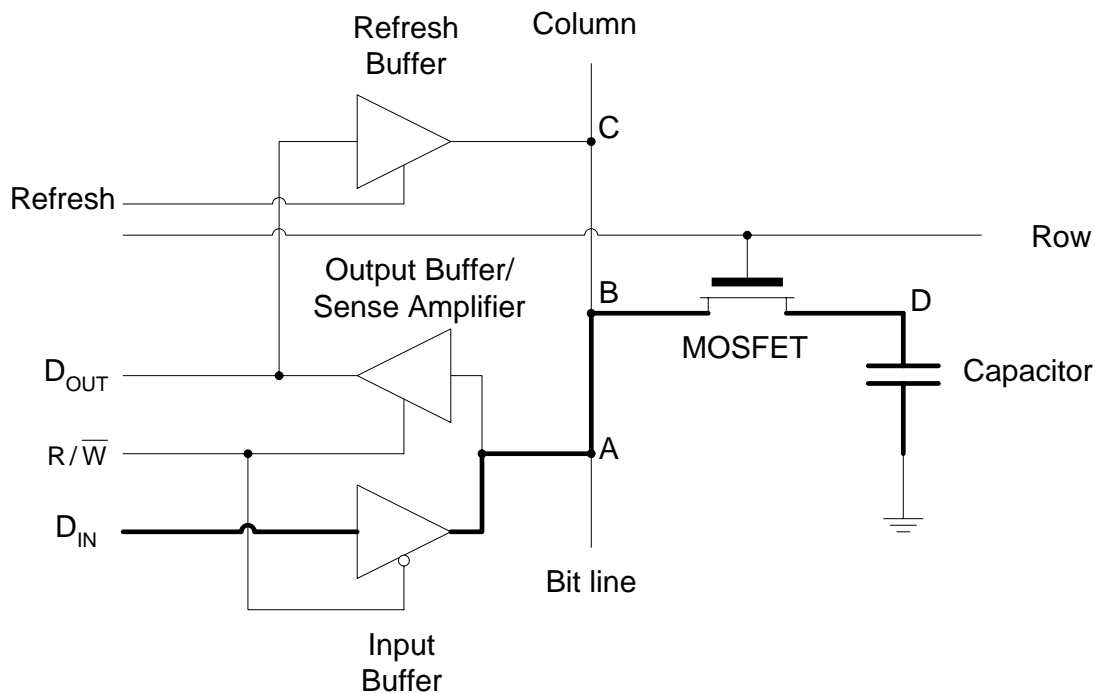 Refresh
Buffer
Column
C
Refresh
Row
Output Buffer/
Sense Amplifier
B
D
MOSFET
D_OUT
Capacitor
R/W̅
A
D_IN
Bit line
Input
Buffer